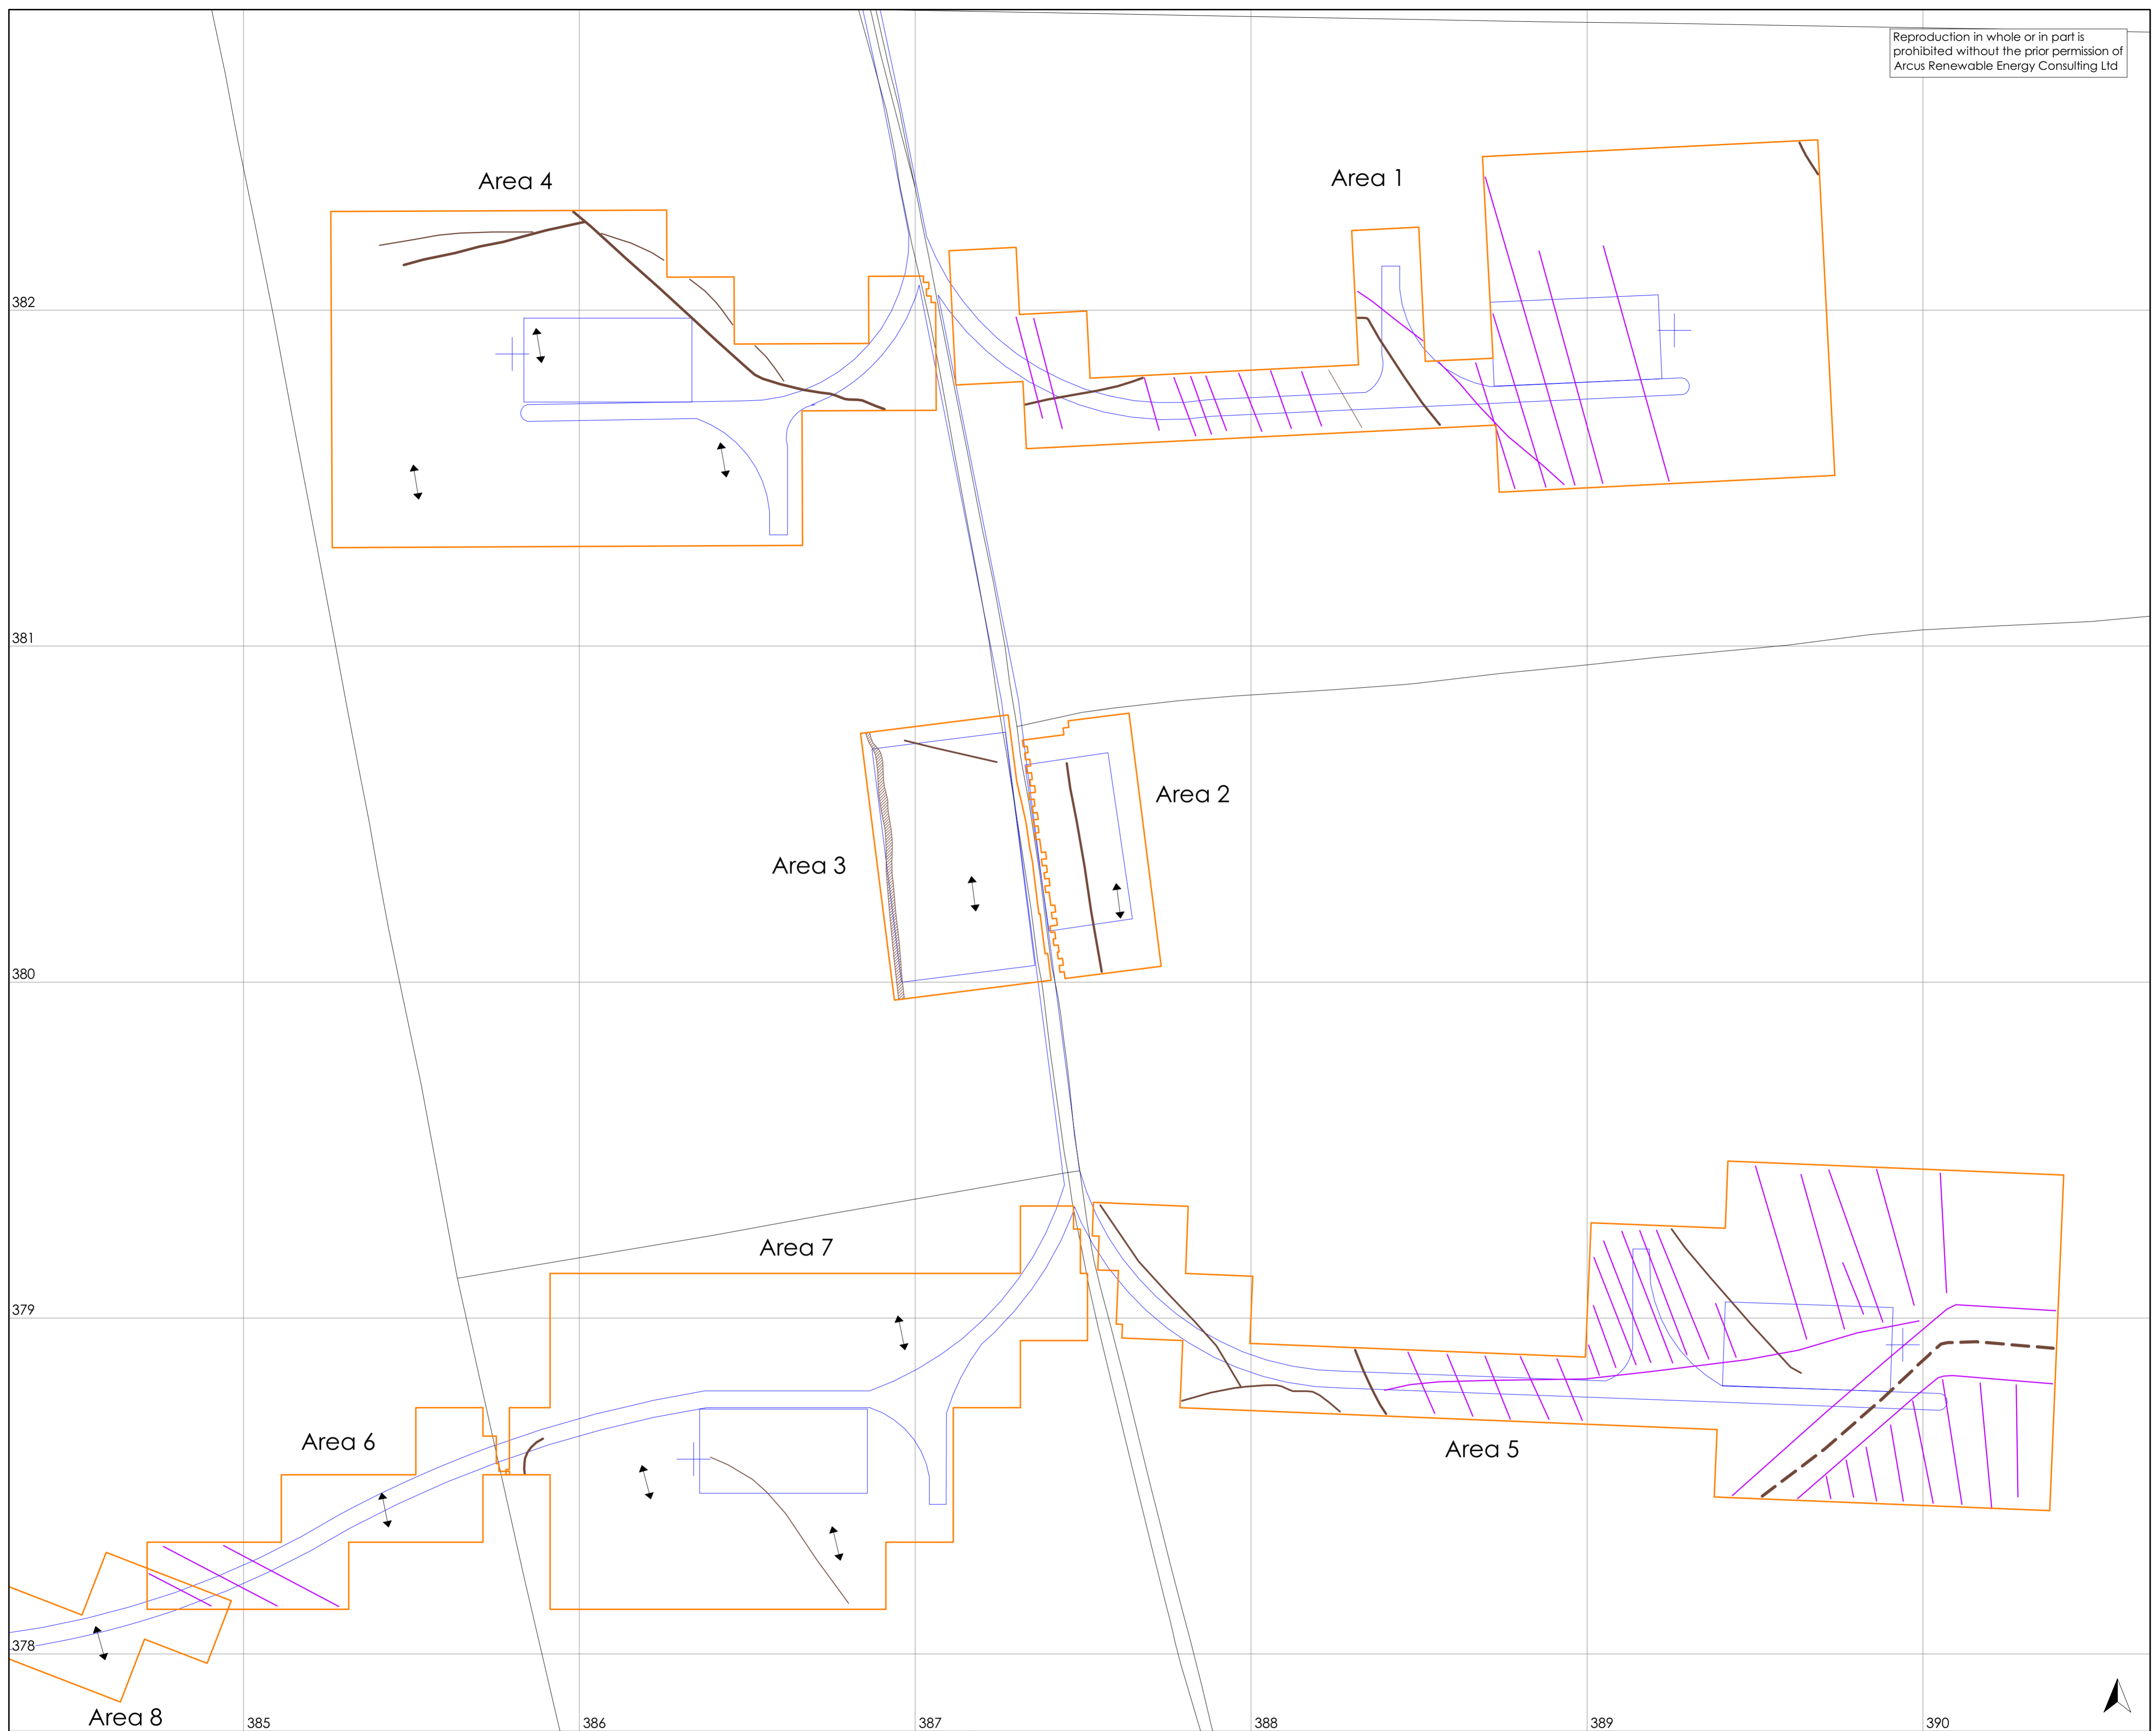 Reproduction in whole or in part is
prohibited without the prior permission of
Arcus Renewable Energy Consulting Ltd
Area 4
Area 1
382
381
Area 2
Area 3
380
Area 7
379
Area 6
Area 5
378
Area 8
385
386
387
388
389
390